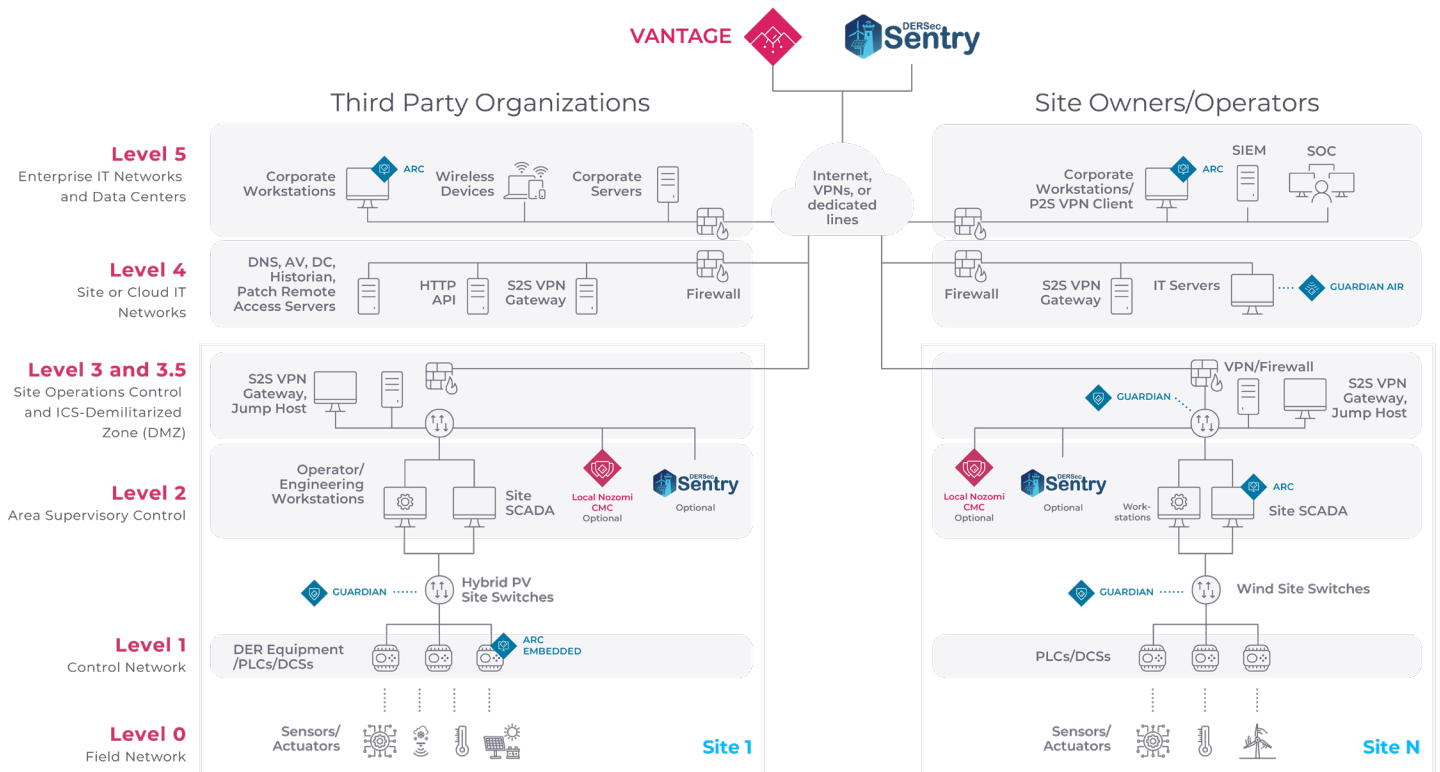 VANTAGE
DERSec
Sentry
Third Party Organizations
Site Owners/Operators
Level 5
Enterprise IT Networks
and Data Centers
Corporate
Workstations
ARC
Wireless
Devices
Corporate
Servers
Internet,
VPNs, or
dedicated
lines
Corporate
Workstations/
P2S VPN Client
ARC
SIEM
SOC
Level 4
Site or Cloud IT
Networks
DNS, AV, DC,
Historian,
Patch Remote
Access Servers
HTTP
API
S2S VPN
Gateway
Firewall
Firewall
S2S VPN
Gateway
IT Servers
GUARDIAN AIR
Level 3 and 3.5
Site Operations Control
and ICS-Demilitarized
Zone (DMZ)
S2S VPN
Gateway,
Jump Host
VPN/Firewall
GUARDIAN
S2S VPN
Gateway,
Jump Host
Level 2
Area Supervisory Control
Operator/
Engineering
Workstations
Site
SCADA
Local Nozomi
CMC
Optional
DERSec
Sentry
Optional
Local Nozomi
CMC
Optional
DERSec
Sentry
Optional
Work-
stations
ARC
Site SCADA
GUARDIAN
Hybrid PV
Site Switches
GUARDIAN
Wind Site Switches
Level 1
Control Network
DER Equipment
/PLCs/DCSs
ARC
EMBEDDED
PLCs/DCSs
Level 0
Field Network
Sensors/
Actuators
Site 1
Sensors/
Actuators
Site N